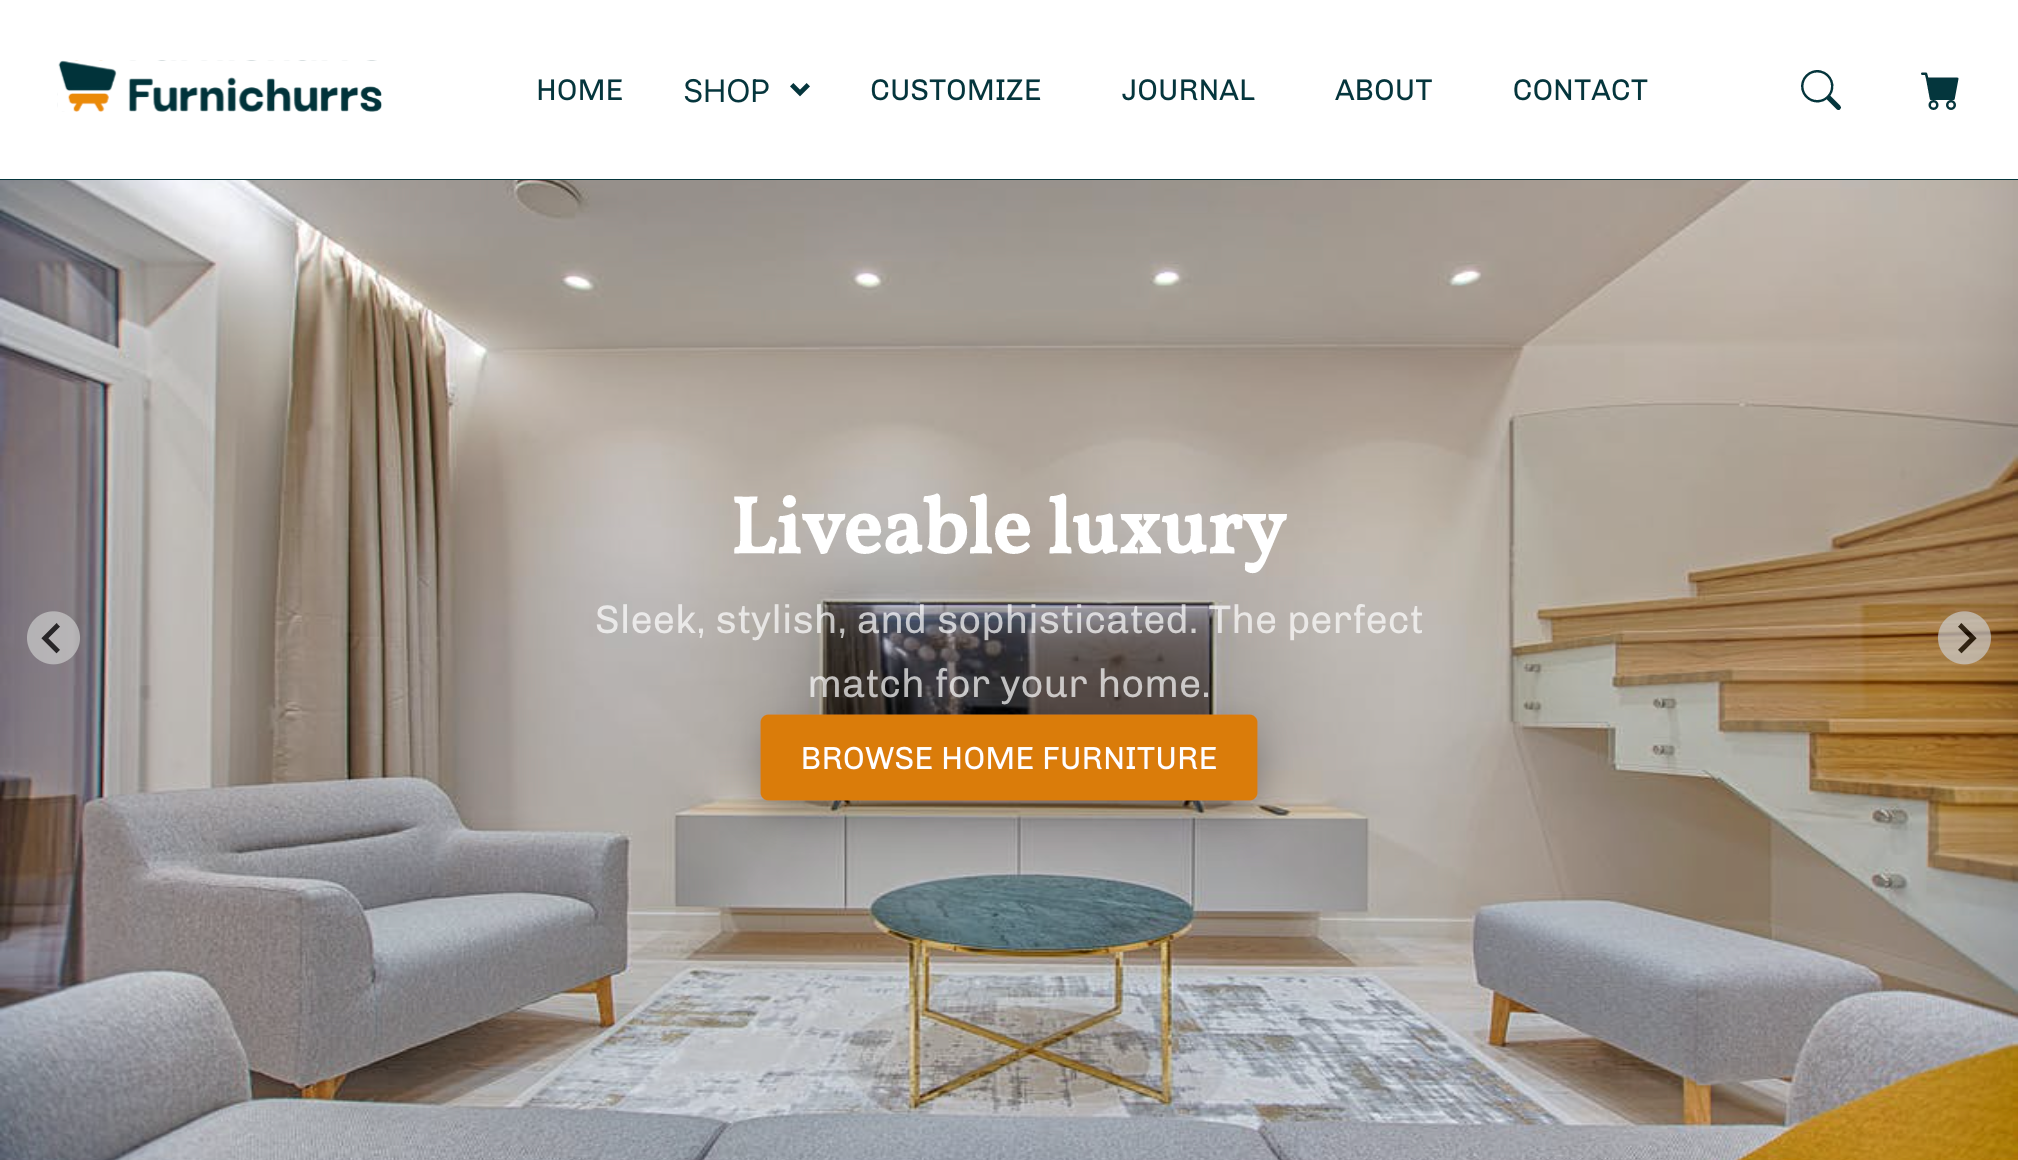 Furnichurrs
HOME SHOP CUSTOMIZE JOURNAL ABOUT CONTACT
Liveable luxury
Sleek, stylish, and sophisticated. The perfect
match for your home.
BROWSE HOME FURNITURE